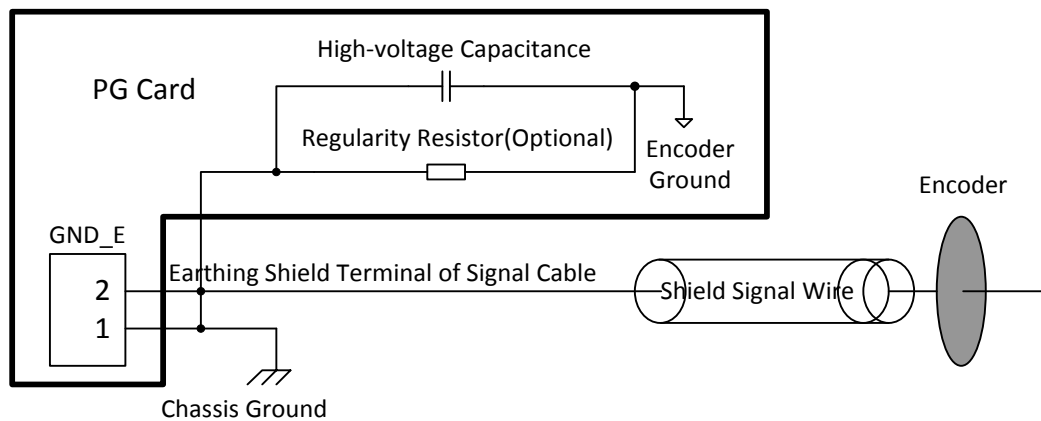 High-voltage Capacitance
PG Card
Regularity Resistor(Optional)
Encoder
Ground
Encoder
GND_E
2
Earthing Shield Terminal of Signal Cable
Shield Signal Wire
1
Chassis Ground